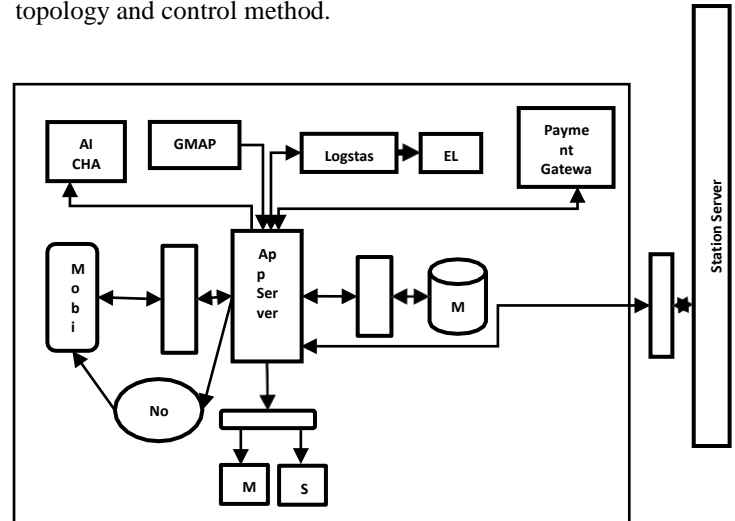 topology and control method.
AI
CHA
GMAP
Logstas
EL
Payme
nt
Gatewa
Station Server
M
o
b
i
Ap
p
Ser
ver
M
No
M
S